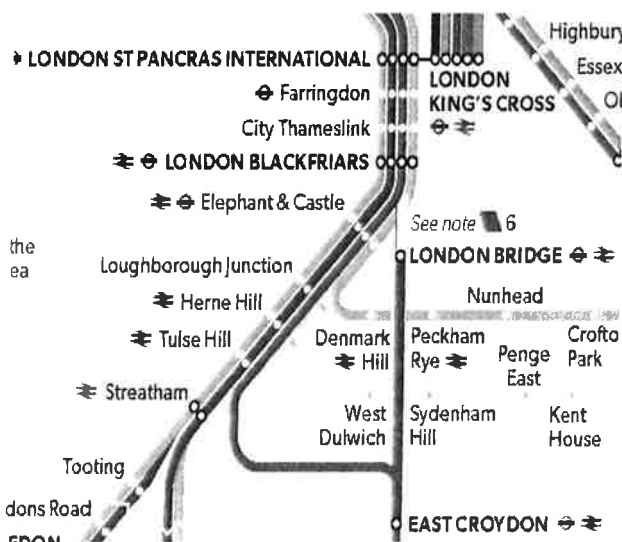 LONDON ST PANCRAS INTERNATIONAL
Farringdon
City Thameslink
LONDON BLACKFRIARS
Elephant & Castle
the
ea
Loughborough Junction
Herne Hill
Tulse Hill
Streatham
Tooting
dons Road
EDON
LONDON
KING'S CROSS
Highbury
Essex
See note 6
LONDON BRIDGE
Nunhead
Denmark
Hill
Peckham
Rye
Penge
East
Crofto
Park
West
Dulwich
Sydenham
Hill
Kent
House
EAST CROYDON